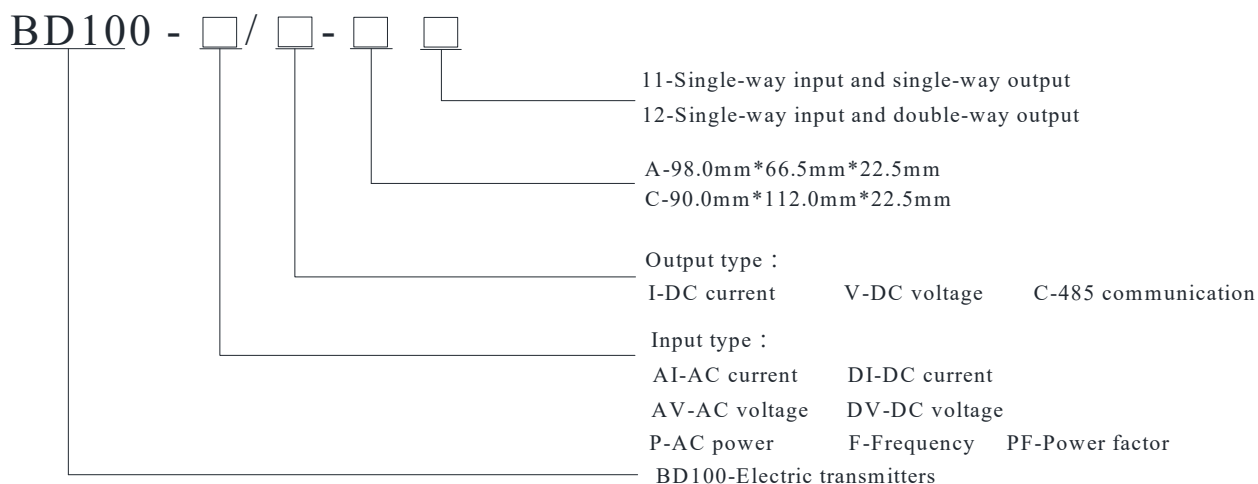 BD100 - □/ □ - □ □
11-Single-way input and single-way output
12-Single-way input and double-way output
A-98.0mm*66.5mm*22.5mm
C-90.0mm*112.0mm*22.5mm
Output type：
I-DC current V-DC voltage C-485 communication
Input type：
AI-AC current DI-DC current
AV-AC voltage DV-DC voltage
P-AC power F-Frequency PF-Power factor
BD100-Electric transmitters